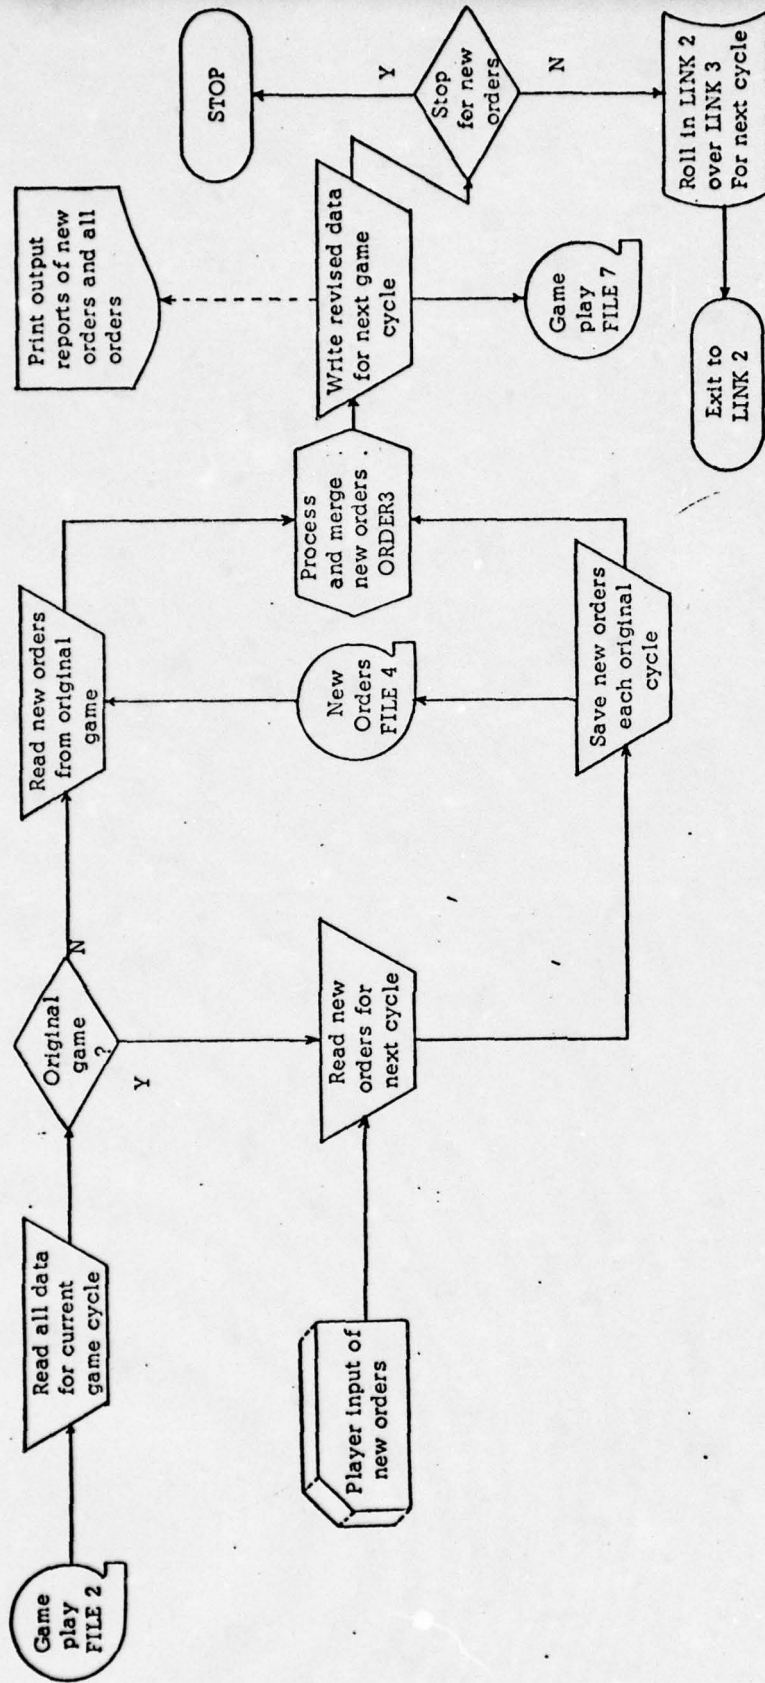 Game
play
FILE 2
Read all data
for current
game cycle
Original
game
?
N
Y
Read new orders
from original
game
Player input of
new orders
Read new
orders for
next cycle
New
Orders
FILE 4
Save new orders
each original
cycle
Process
and merge
new orders
ORDER3
Print output
reports of new
orders and all
orders
Write revised data
for next game
cycle
Game
play
FILE 7
STOP
Y
Stop
for new
orders
N
Roll in LINK 2
over LINK 3
For next cycle
Exit to
LINK 2